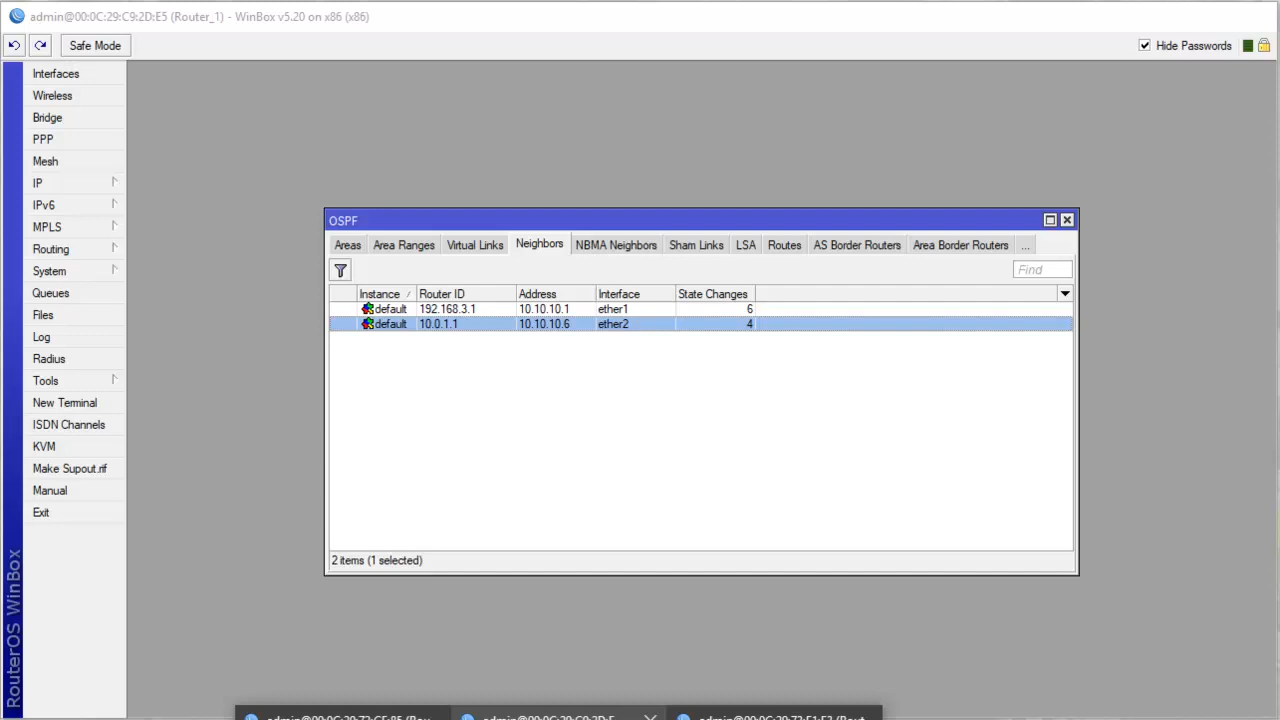 admin@00:0C:29:C9:2D:E5 (Router_1) - WinBox v5.20 on x86 (x86)
Safe Mode
Hide Passwords
Interfaces
Wireless
Bridge
PPP
Mesh
IP
IPv6
MPLS
Routing
System
Queues
Files
Log
Radius
Tools
New Terminal
ISDN Channels
KVM
Make Supout.rif
Manual
Exit
RouterOS WinBox
OSPF
Areas Area Ranges Virtual Links Neighbors NBMA Neighbors Sham Links LSA Routes AS Border Routers Area Border Routers ...
Find
Instance Router ID Address Interface State Changes
default 192.168.3.1 10.10.10.1 ether1 6
default 10.0.1.1 10.10.10.6 ether2 4
2 items (1 selected)